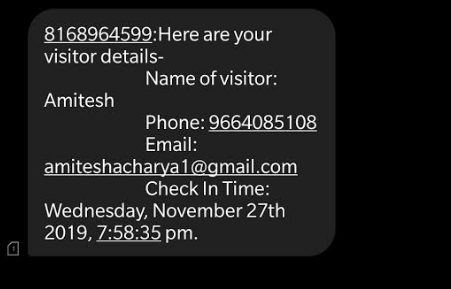 8168964599:Here are your
visitor details-
Name of visitor:
Amitesh
Phone: 9664085108
Email:
amiteshacharya1@gmail.com
Check In Time:
Wednesday, November 27th
2019, 7:58:35 pm.